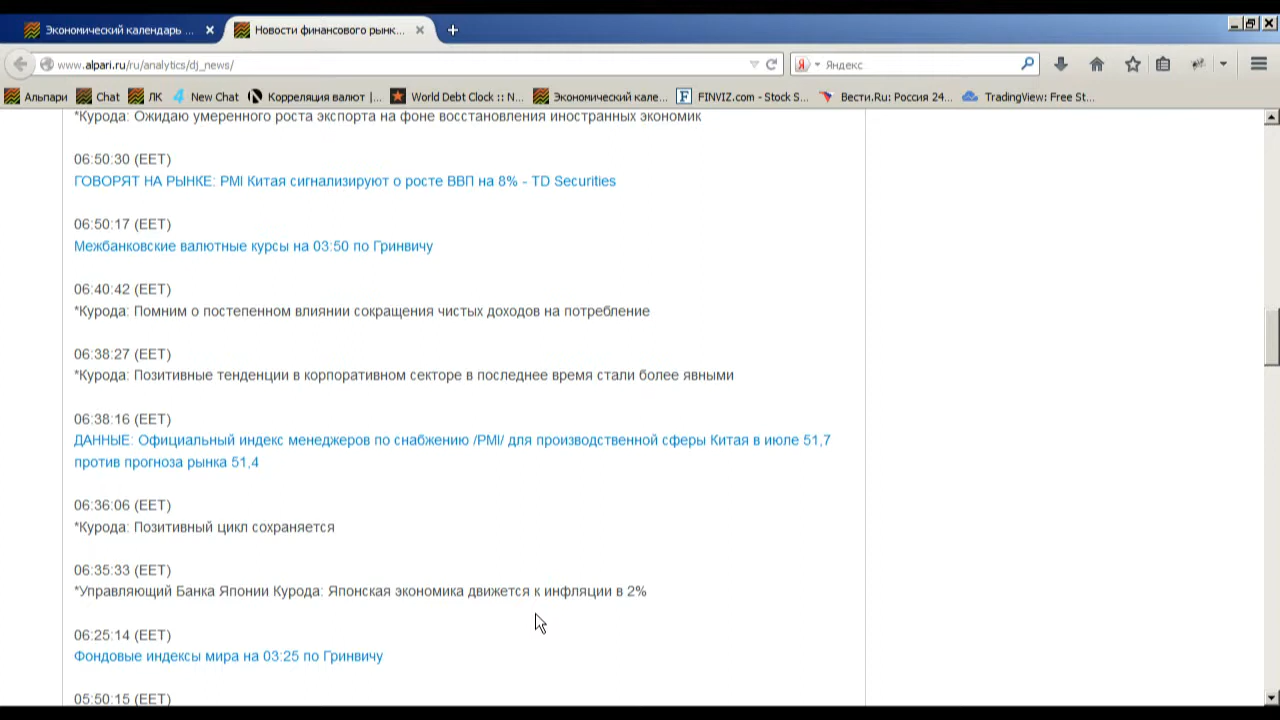 Экономический календарь ...
Новости финансового рынк...
www.alpari.ru/ru/analytics/dj_news/
Яндекс
Альпари
Chat
ЛК
New Chat
Корреляция валют |...
World Debt Clock :: N...
Экономический кале...
FINVIZ.com - Stock S...
Вести.Ru: Россия 24...
TradingView: Free St...
*Курода: Ожидаю умеренного роста экспорта на фоне восстановления иностранных экономик
06:50:30 (EET)
ГОВОРЯТ НА РЫНКЕ: PMI Китая сигнализируют о росте ВВП на 8% - TD Securities
06:50:17 (EET)
Межбанковские валютные курсы на 03:50 по Гринвичу
06:40:42 (EET)
*Курода: Помним о постепенном влиянии сокращения чистых доходов на потребление
06:38:27 (EET)
*Курода: Позитивные тенденции в корпоративном секторе в последнее время стали более явными
06:38:16 (EET)
ДАННЫЕ: Официальный индекс менеджеров по снабжению /PMI/ для производственной сферы Китая в июле 51,7
против прогноза рынка 51,4
06:36:06 (EET)
*Курода: Позитивный цикл сохраняется
06:35:33 (EET)
*Управляющий Банка Японии Курода: Японская экономика движется к инфляции в 2%
06:25:14 (EET)
Фондовые индексы мира на 03:25 по Гринвичу
05:50:15 (EET)